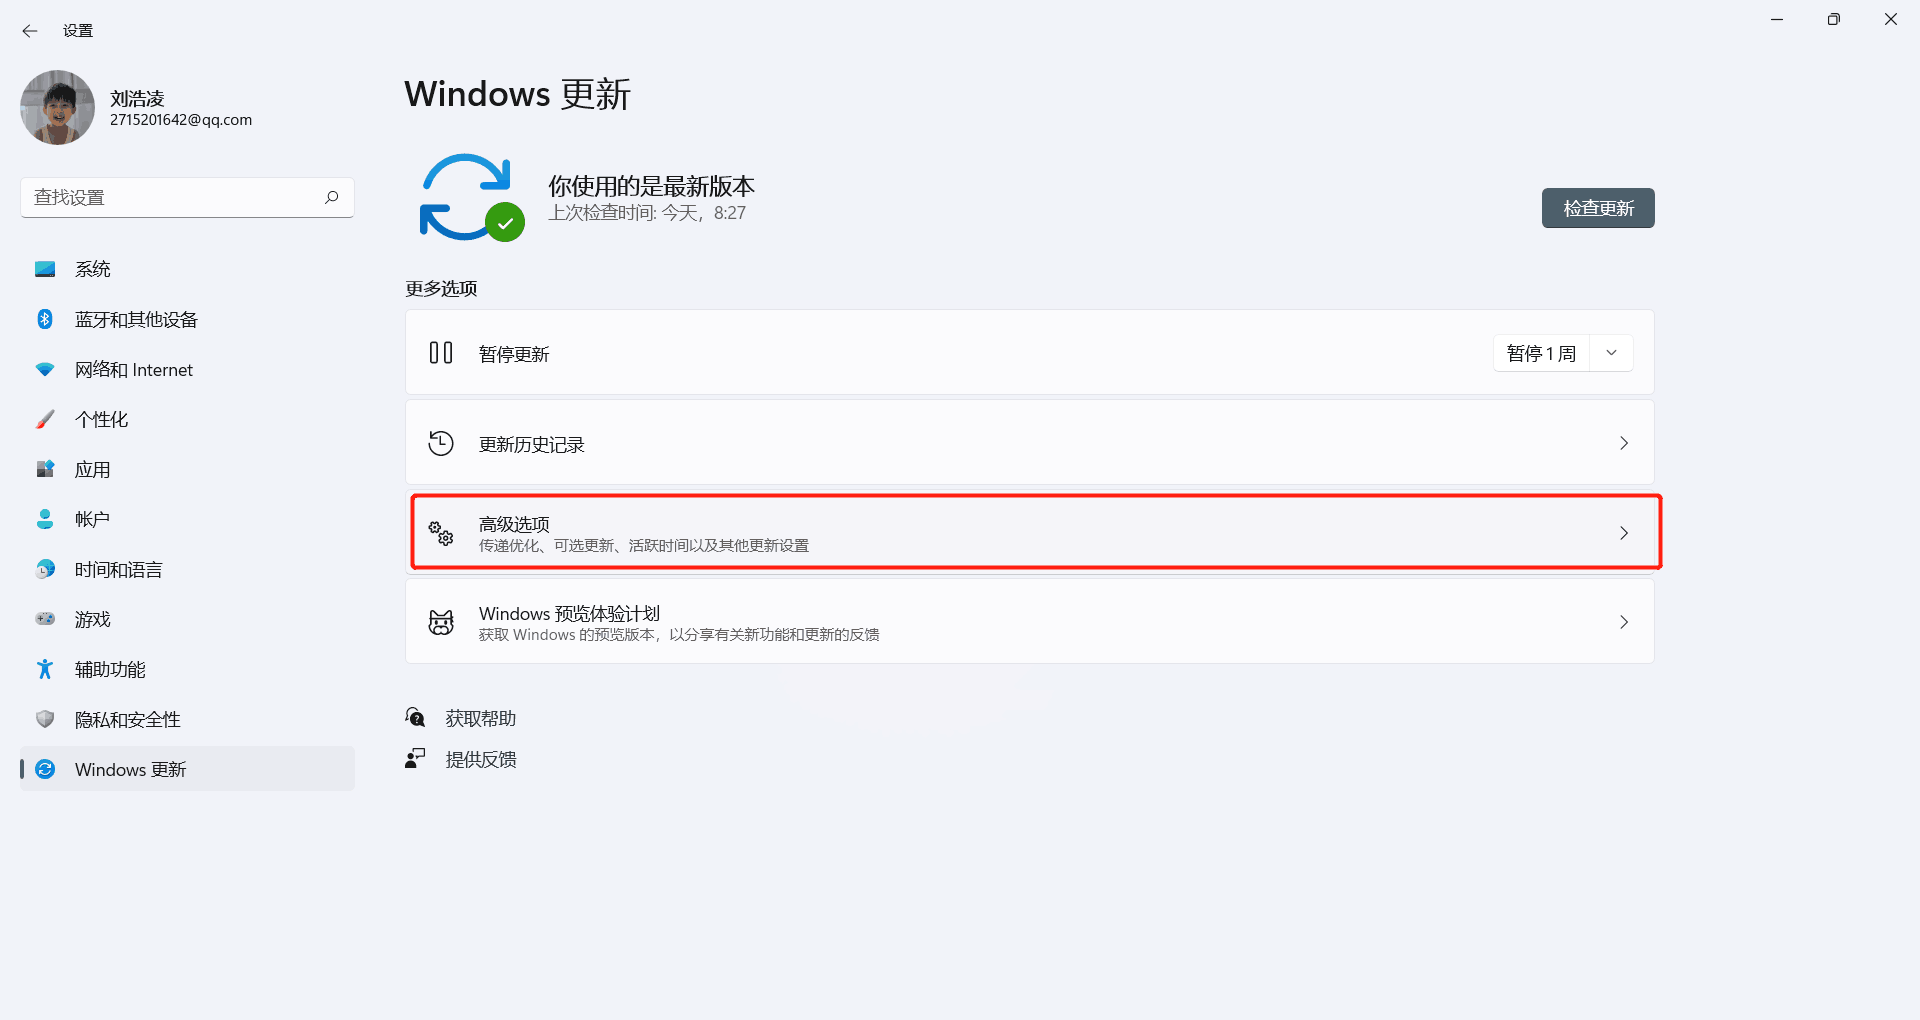 设置
刘浩凌
2715201642@qq.com
查找设置
系统
蓝牙和其他设备
网络和 Internet
个性化
应用
帐户
时间和语言
游戏
辅助功能
隐私和安全性
Windows 更新
Windows 更新
你使用的是最新版本
上次检查时间: 今天，8:27
检查更新
更多选项
暂停更新
暂停 1 周
更新历史记录
高级选项
传递优化、可选更新、活跃时间以及其他更新设置
Windows 预览体验计划
获取 Windows 的预览版本，以分享有关新功能和更新的反馈
获取帮助
提供反馈